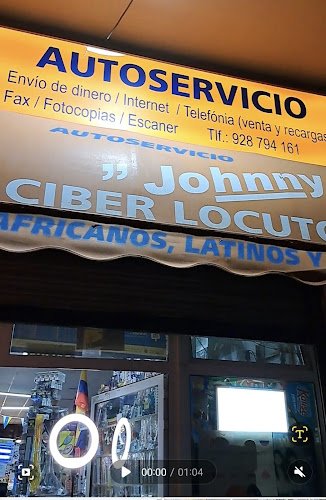 AUTOSERVICIO
Envío de dinero / Internet / Telefónia (venta y recargas
Fax / Fotocopias / Escaner Tlf.: 928 794 161
AUTOSERVICIO
” Johnny
CIBER LOCUTO
AFRICANOS, LATINOS Y
00:00 / 01:04